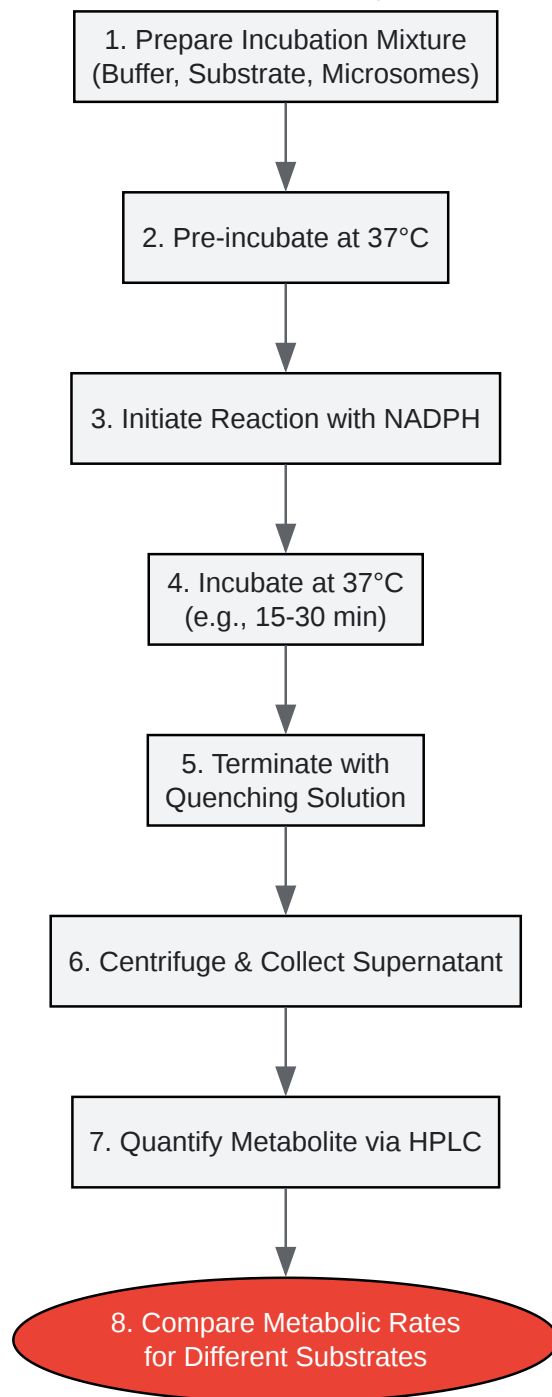 1. Prepare Incubation Mixture
(Buffer, Substrate, Microsomes)
2. Pre-incubate at 37°C
3. Initiate Reaction with NADPH
4. Incubate at 37°C
(e.g., 15-30 min)
5. Terminate with
Quenching Solution
6. Centrifuge & Collect Supernatant
7. Quantify Metabolite via HPLC
8. Compare Metabolic Rates
for Different Substrates